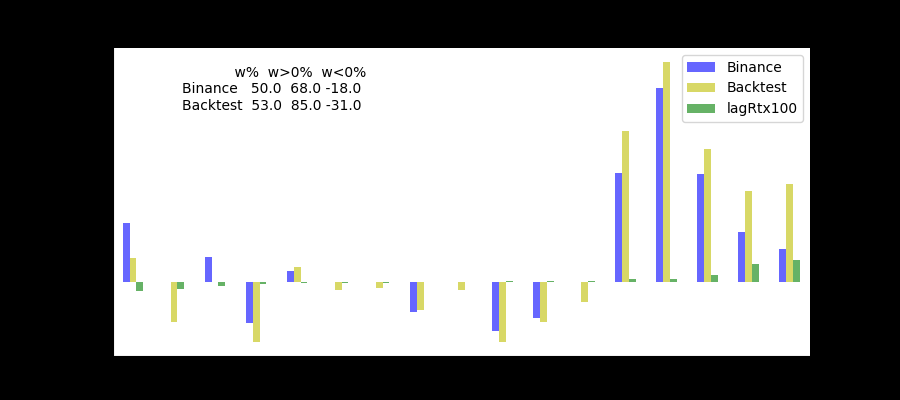 w% w>0% w<0%
Binance 50.0 68.0 -18.0
Backtest 53.0 85.0 -31.0
Binance
Backtest
lagRtx100